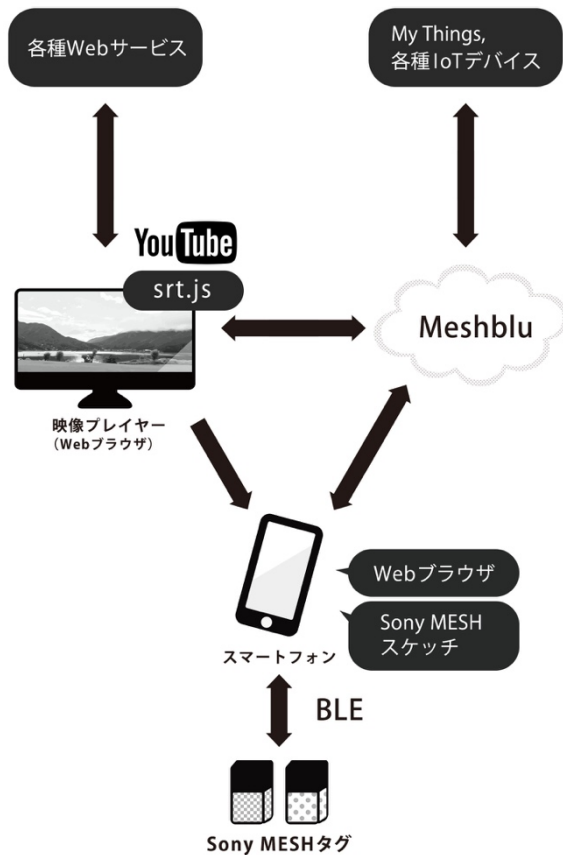 各種Webサービス
My Things,
各種IoTデバイス
YouTube
srt.js
Meshblu
映像プレイヤー
(Webブラウザ)
Webブラウザ
Sony MESH
スケッチ
スマートフォン
BLE
Sony MESHタグ